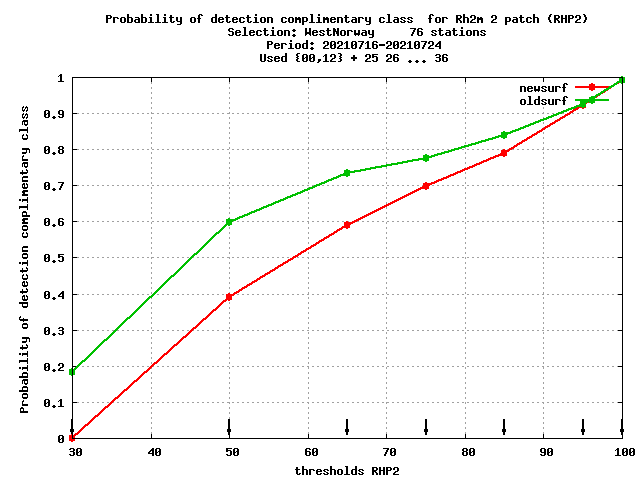 Probability of detection complimentary class  for Rh2m 2 patch (RHP2)
Selection: WestNorway     76 stations
Period: 20210716-20210724
Used {00,12} + 25 26 ... 36
newsurf
oldsurf
Probability of detection complimentary class
1
0.9
0.8
0.7
0.6
0.5
0.4
0.3
0.2
0.1
0
30 40 50 60 70 80 90 100
thresholds RHP2